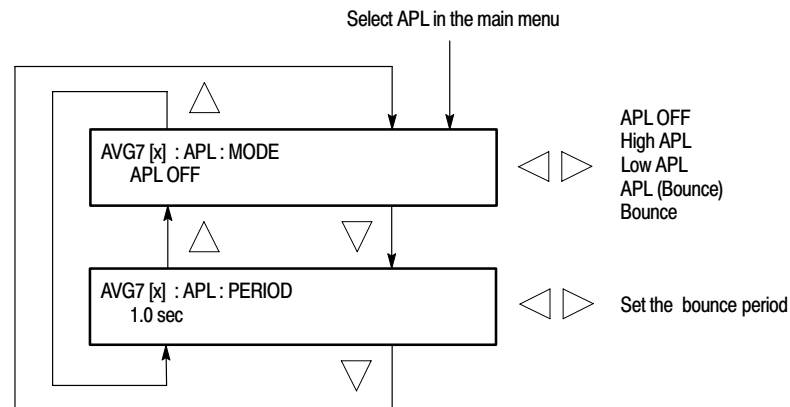 Select APL in the main menu
AVG7 [x] : APL : MODE
APL OFF
APL OFF
High APL
Low APL
APL (Bounce)
Bounce
AVG7 [x] : APL : PERIOD
1.0 sec
Set the bounce period